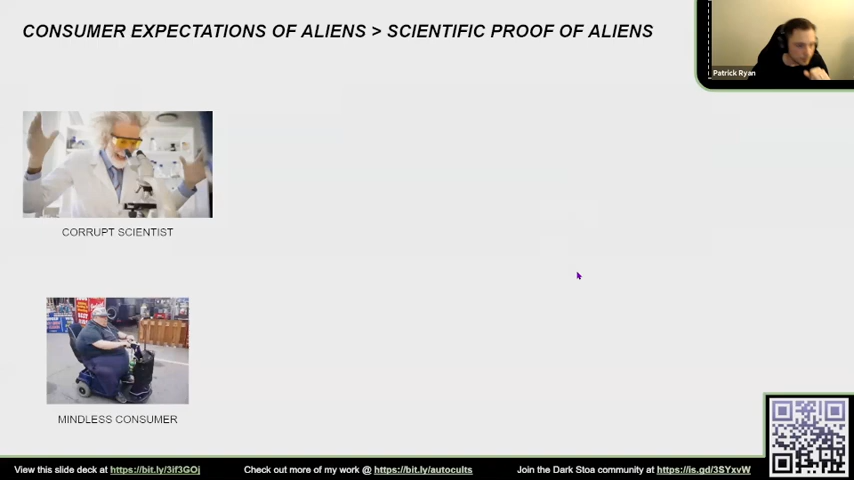 CONSUMER EXPECTATIONS OF ALIENS > SCIENTIFIC PROOF OF ALIENS
Patrick Ryan
CORRUPT SCIENTIST
MINDLESS CONSUMER
View this slide deck at https://bit.ly/3if3GOj
Check out more of my work @ https://bit.ly/autocults
Join the Dark Stoa community at https://is.gd/3SYxvW